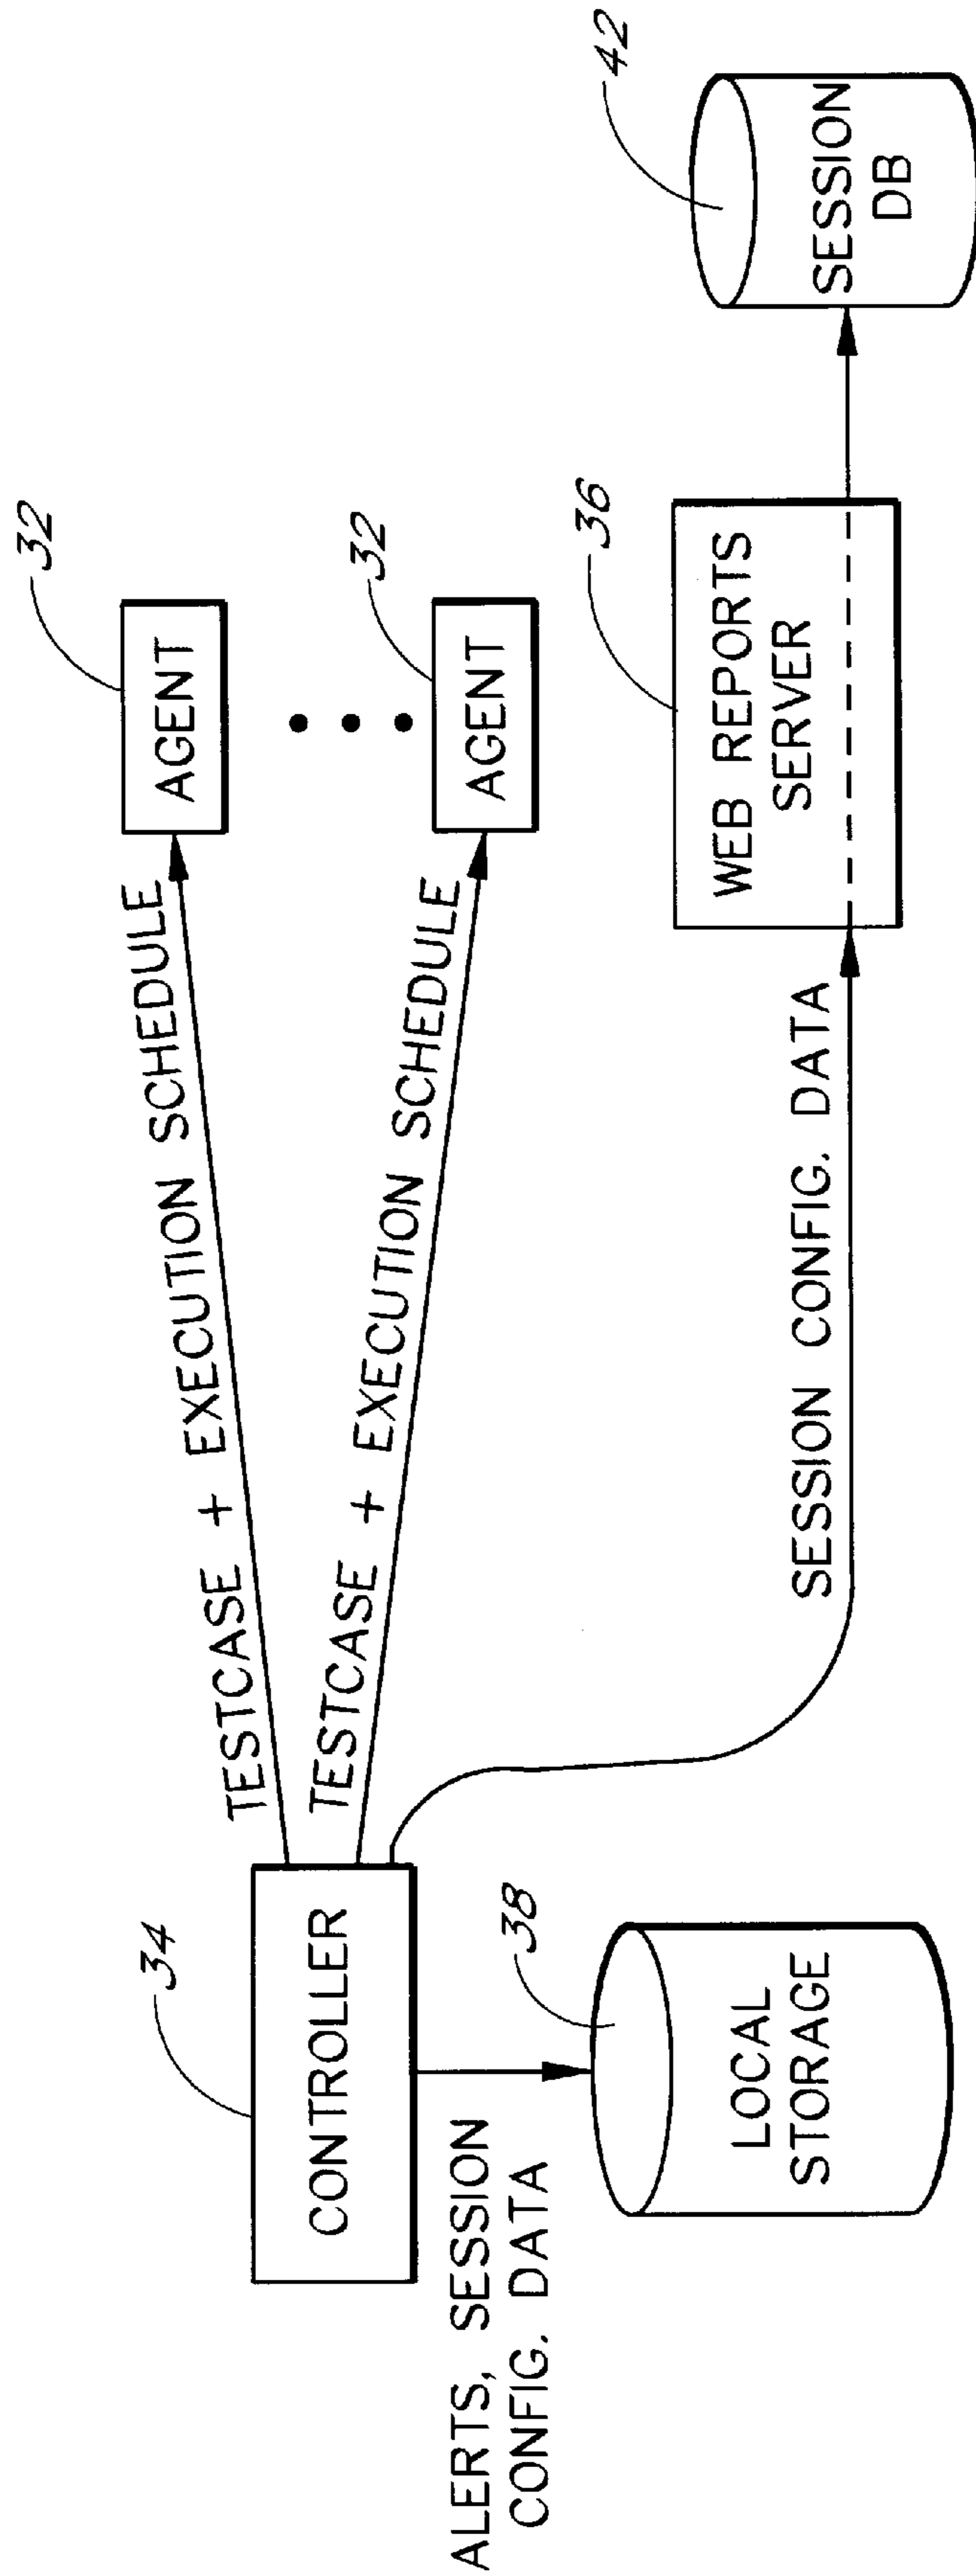 34
CONTROLLER
ALERTS, SESSION
CONFIG. DATA
38
LOCAL
STORAGE
TESTCASE + EXECUTION SCHEDULE
TESTCASE + EXECUTION SCHEDULE
SESSION CONFIG. DATA
32
AGENT
32
AGENT
36
WEB REPORTS
SERVER
42
SESSION
DB